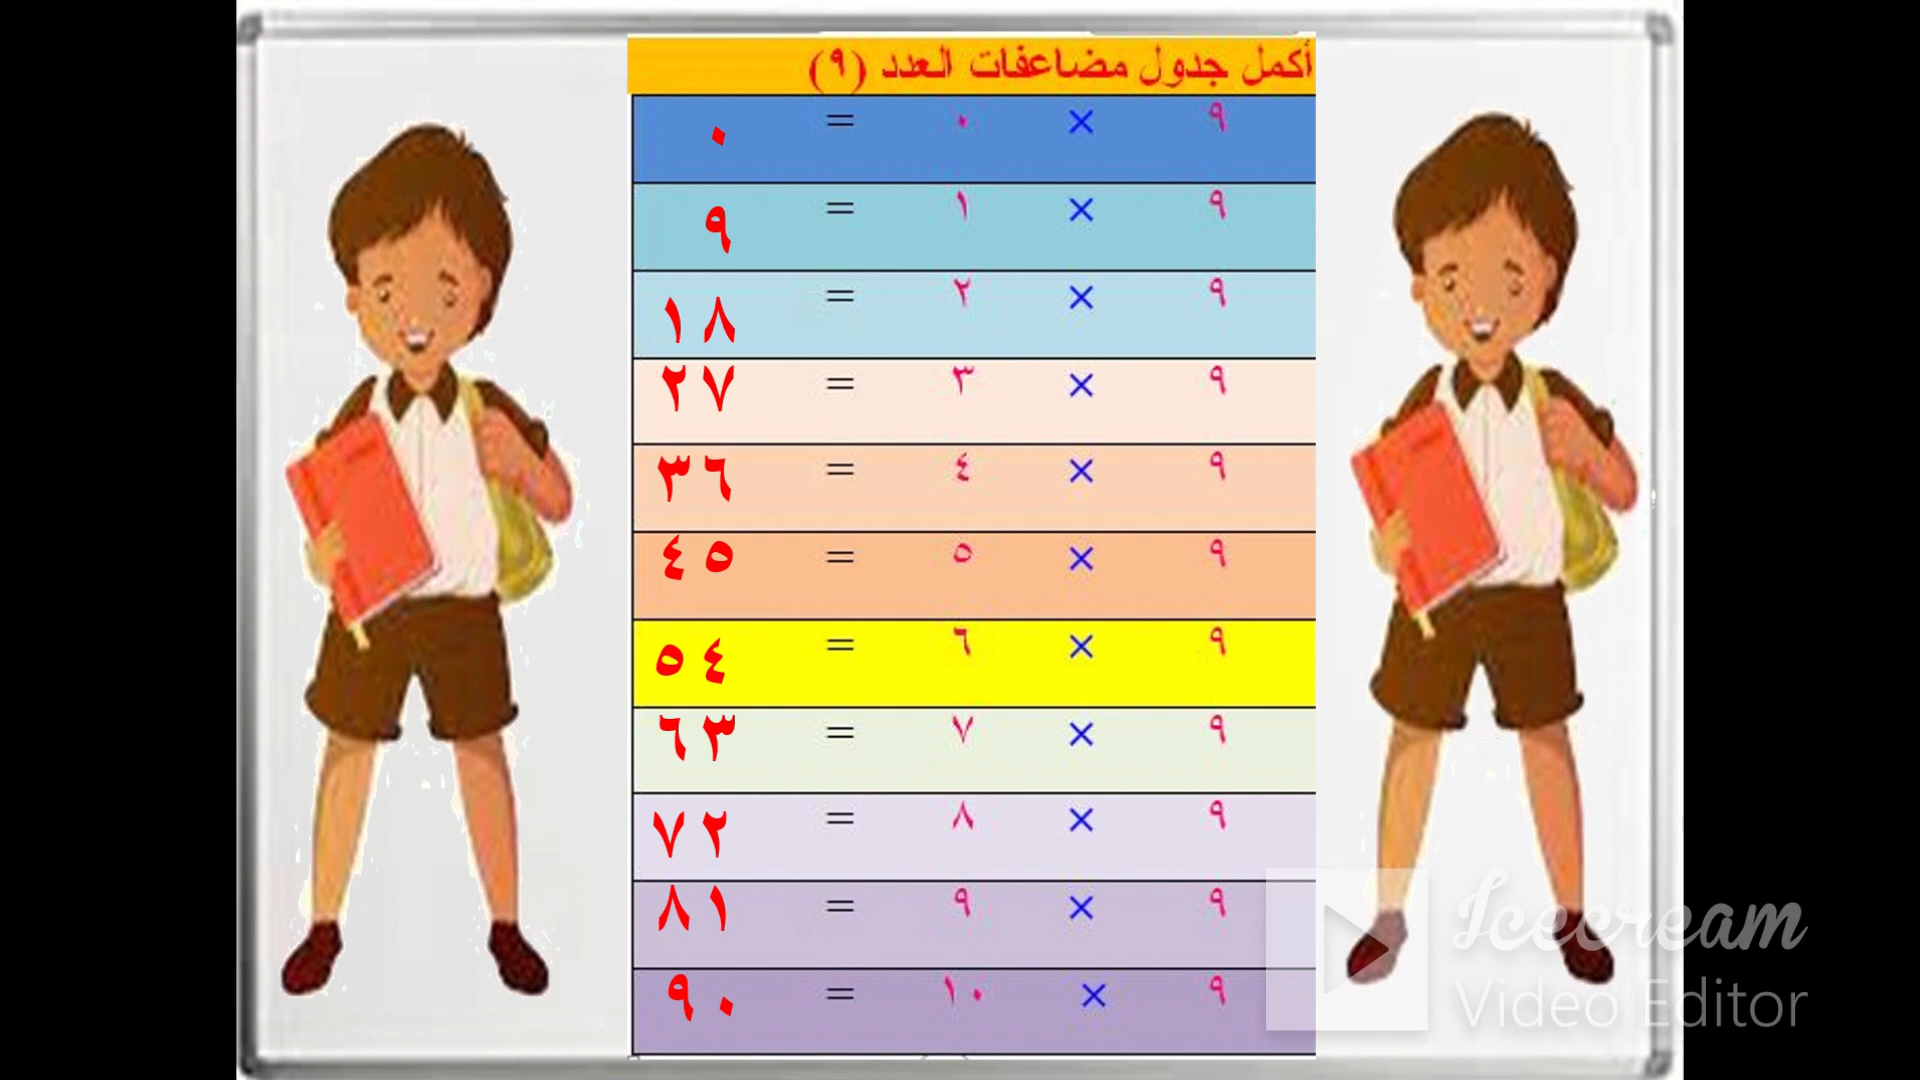 أكمل جدول مضاعفات العدد (٩)
٩ × ٠ = ٠
٩ × ١ = ٩
٩ × ٢ = ١٨
٩ × ٣ = ٢٧
٩ × ٤ = ٣٦
٩ × ٥ = ٤٥
٩ × ٦ = ٥٤
٩ × ٧ = ٦٣
٩ × ٨ = ٧٢
٩ × ٩ = ٨١
٩ × ١٠ = ٩٠
Icecream
Video Editor